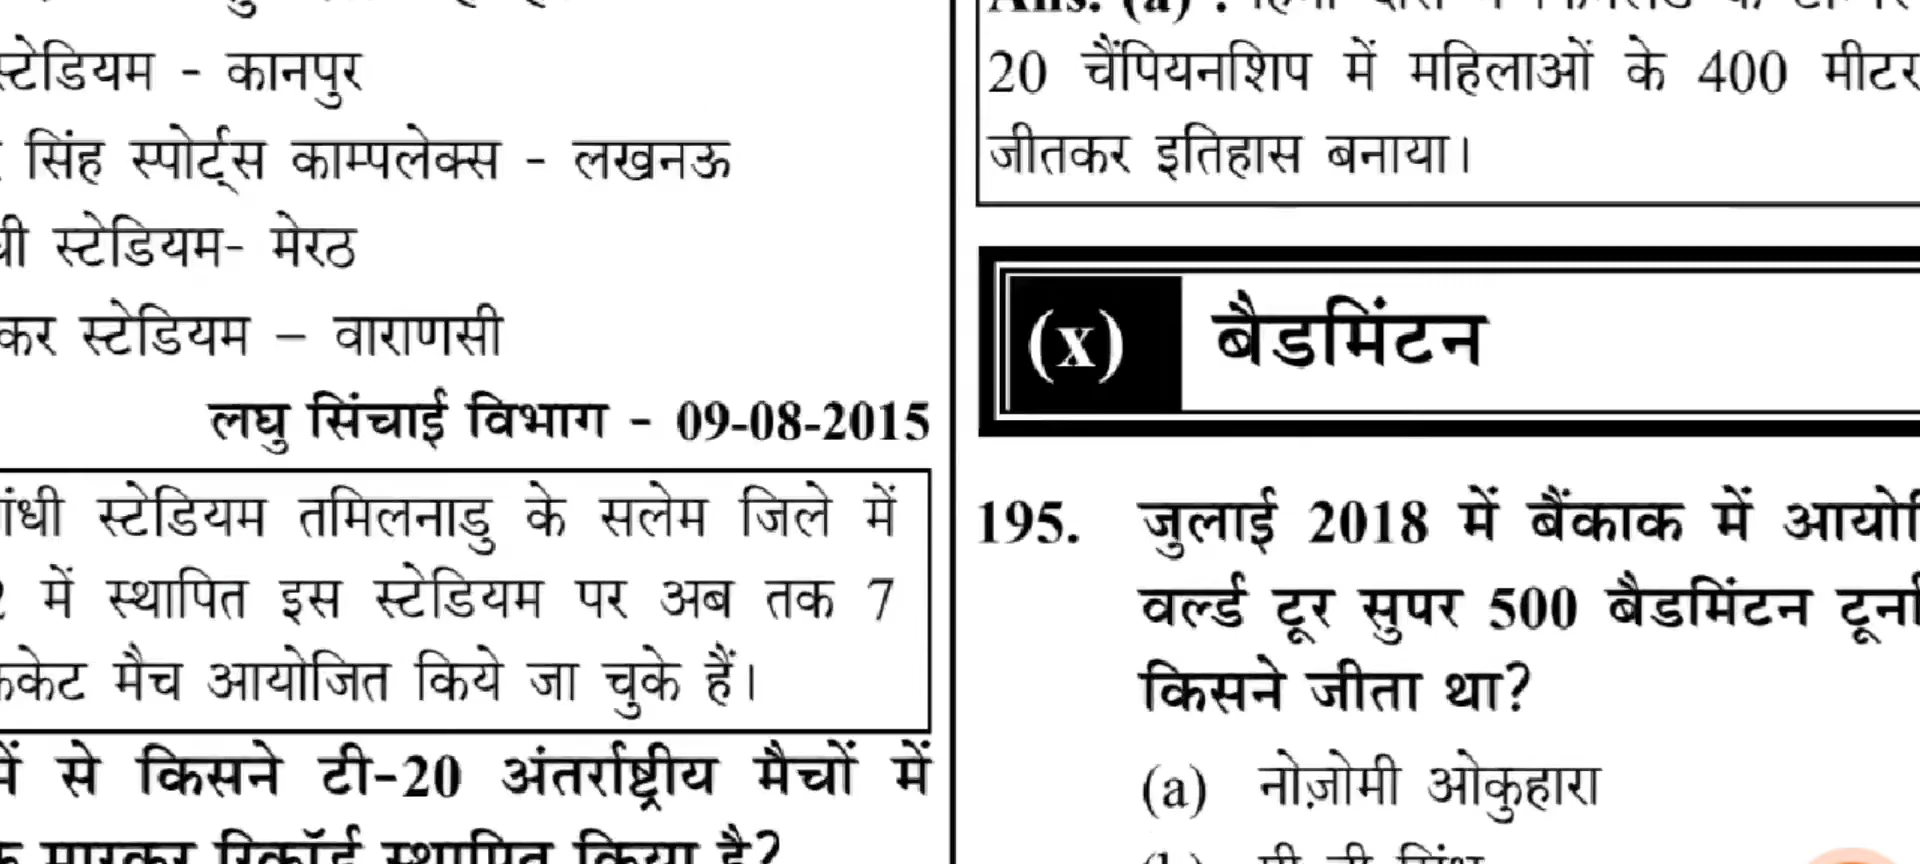 स्टेडियम - कानपुर
सिंह स्पोर्ट्स काम्पलेक्स - लखनऊ
स्टेडियम- मेरठ
स्टेडियम – वाराणसी
लघु सिंचाई विभाग - 09-08-2015
स्टेडियम तमिलनाडु के सलेम जिले में
में स्थापित इस स्टेडियम पर अब तक 7
मैच आयोजित किये जा चुके हैं।
में से किसने टी-20 अंतर्राष्ट्रीय मैचों में
मारकर रिकॉर्ड स्थापित किया है?
Ans. (a) :
20 चैंपियनशिप में महिलाओं के 400 मीटर
जीतकर इतिहास बनाया।
(x) बैडमिंटन
195. जुलाई 2018 में बैंकाक में
वर्ल्ड टूर सुपर 500 बैडमिंटन
किसने जीता था?
(a) नोज़ोमी ओकुहारा